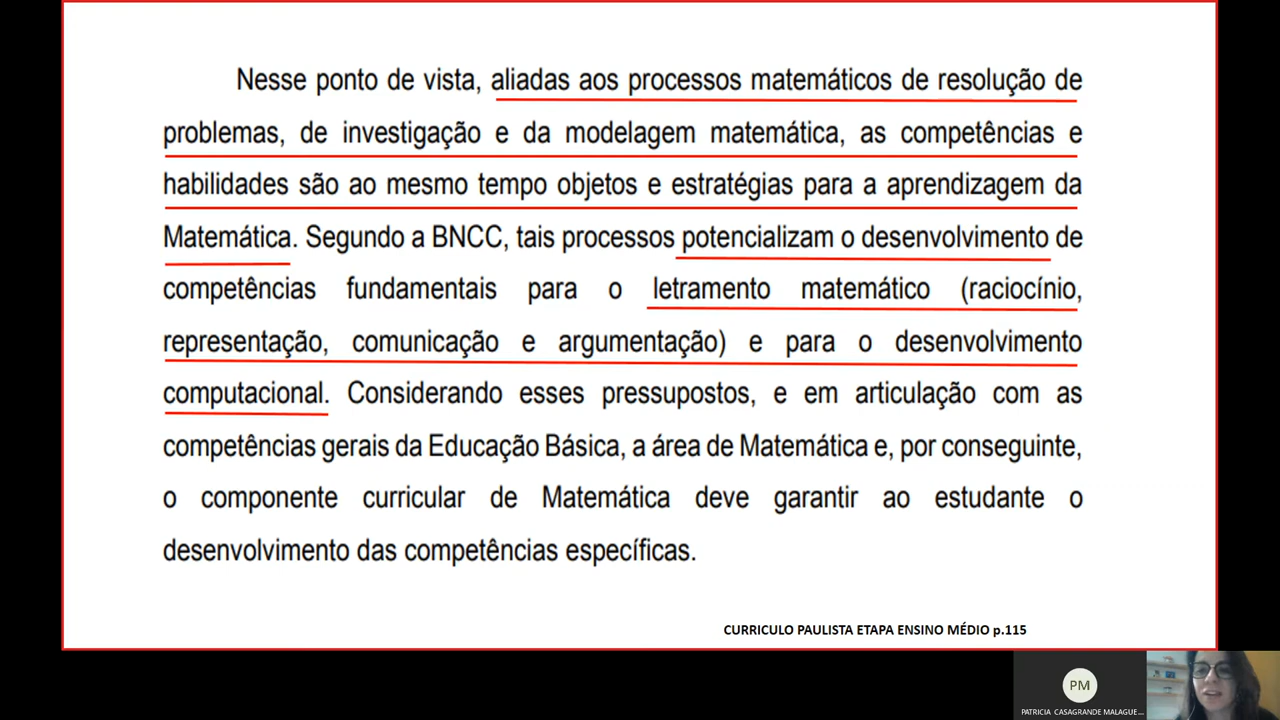 Nesse ponto de vista, aliadas aos processos matemáticos de resolução de
problemas, de investigação e da modelagem matemática, as competências e
habilidades são ao mesmo tempo objetos e estratégias para a aprendizagem da
Matemática. Segundo a BNCC, tais processos potencializam o desenvolvimento de
competências fundamentais para o letramento matemático (raciocínio,
representação, comunicação e argumentação) e para o desenvolvimento
computacional. Considerando esses pressupostos, e em articulação com as
competências gerais da Educação Básica, a área de Matemática e, por conseguinte,
o componente curricular de Matemática deve garantir ao estudante o
desenvolvimento das competências específicas.
CURRICULO PAULISTA ETAPA ENSINO MÉDIO p.115
PM
PATRICIA CASAGRANDE MALAGUE...